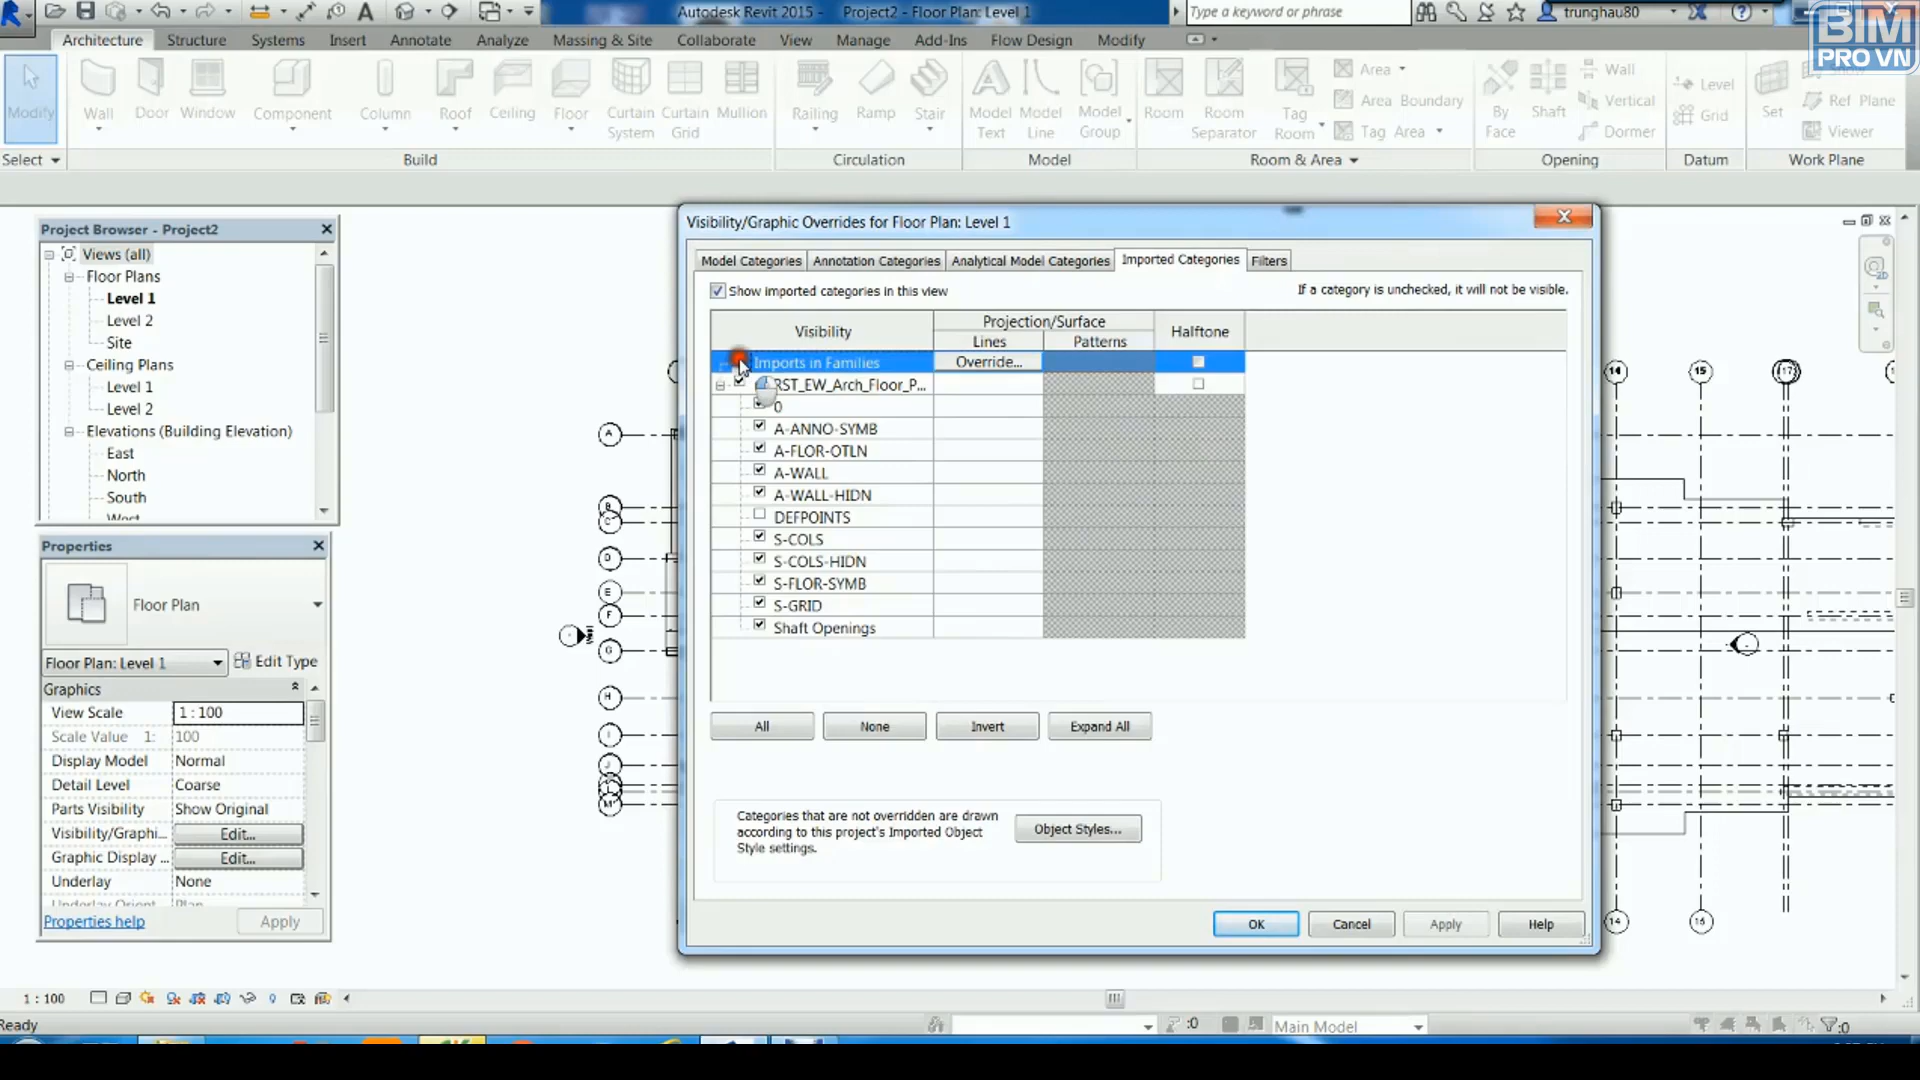 Autodesk Revit 2015 - Project2 - Floor Plan: Level 1
Type a keyword or phrase
trunghau80
BIM
PRO VN
Architecture Structure Systems Insert Annotate Analyze Massing & Site Collaborate View Manage Add-Ins Flow Design Modify
Modify
Wall
Door
Window
Component
Column
Roof
Ceiling
Floor
Curtain System
Curtain Grid
Mullion
Railing
Ramp
Stair
Model Text
Model Line
Model Group
Room
Room Separator
Tag Room
Area
Area Boundary
Tag Area
By Face
Shaft
Wall
Vertical
Dormer
Level
Grid
Set
Show
Ref Plane
Viewer
Select
Build
Circulation
Model
Room & Area
Opening
Datum
Work Plane
Project Browser - Project2
Views (all)
Floor Plans
Level 1
Level 2
Site
Ceiling Plans
Level 1
Level 2
Elevations (Building Elevation)
East
North
South
West
Properties
Floor Plan
Floor Plan: Level 1
Edit Type
Graphics
View Scale 1 : 100
Scale Value 1: 100
Display Model Normal
Detail Level Coarse
Parts Visibility Show Original
Visibility/Graphi... Edit...
Graphic Display ... Edit...
Underlay None
Underlay Orient Plan
Properties help
Apply
Visibility/Graphic Overrides for Floor Plan: Level 1
Model Categories
Annotation Categories
Analytical Model Categories
Imported Categories
Filters
Show imported categories in this view
If a category is unchecked, it will not be visible.
Visibility
Projection/Surface
Halftone
Lines
Patterns
Imports in Families
Override...
RST_EW_Arch_Floor_P...
0
A-ANNO-SYMB
A-FLOR-OTLN
A-WALL
A-WALL-HIDN
DEFPOINTS
S-COLS
S-COLS-HIDN
S-FLOR-SYMB
S-GRID
Shaft Openings
All
None
Invert
Expand All
Categories that are not overridden are drawn
according to this project's Imported Object
Style settings.
Object Styles...
OK
Cancel
Apply
Help
A
B
C
D
E
F
G
H
I
J
L
M
14
15
17
14
15
1 : 100
Ready
:0
Main Model
:0